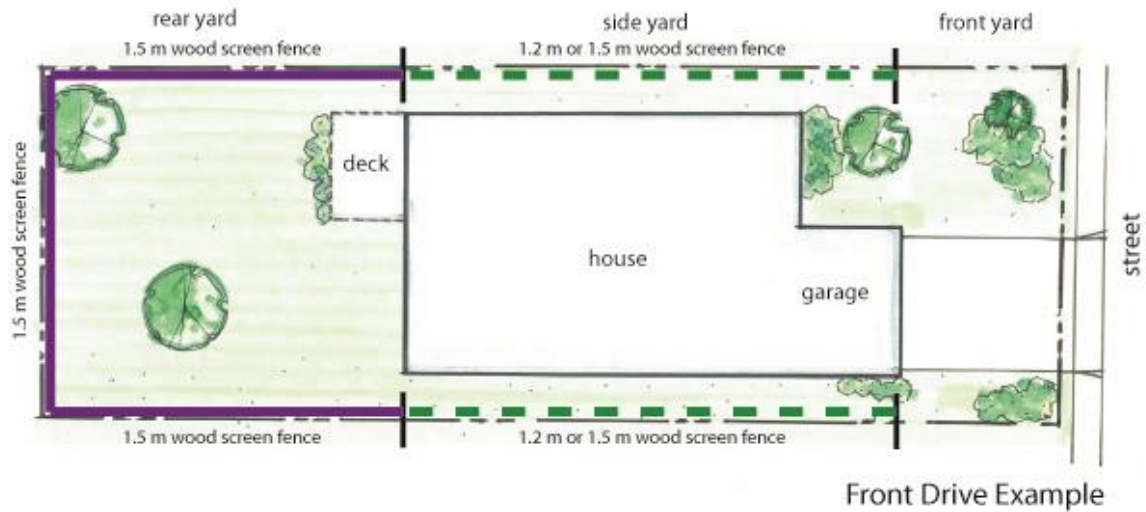 rear yard
side yard
front yard
1.5 m wood screen fence
1.2 m or 1.5 m wood screen fence
1.5 m wood screen fence
deck
house
garage
street
1.5 m wood screen fence
1.2 m or 1.5 m wood screen fence
Front Drive Example